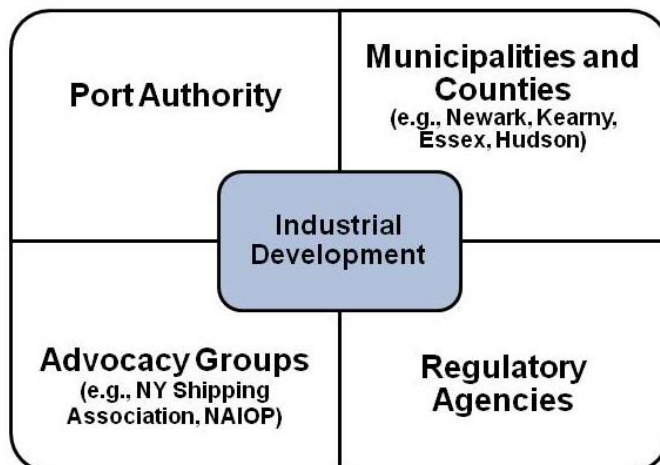 Port Authority
Municipalities and
Counties
(e.g., Newark, Kearny,
Essex, Hudson)
Industrial
Development
Advocacy Groups
(e.g., NY Shipping
Association, NAIOP)
Regulatory
Agencies